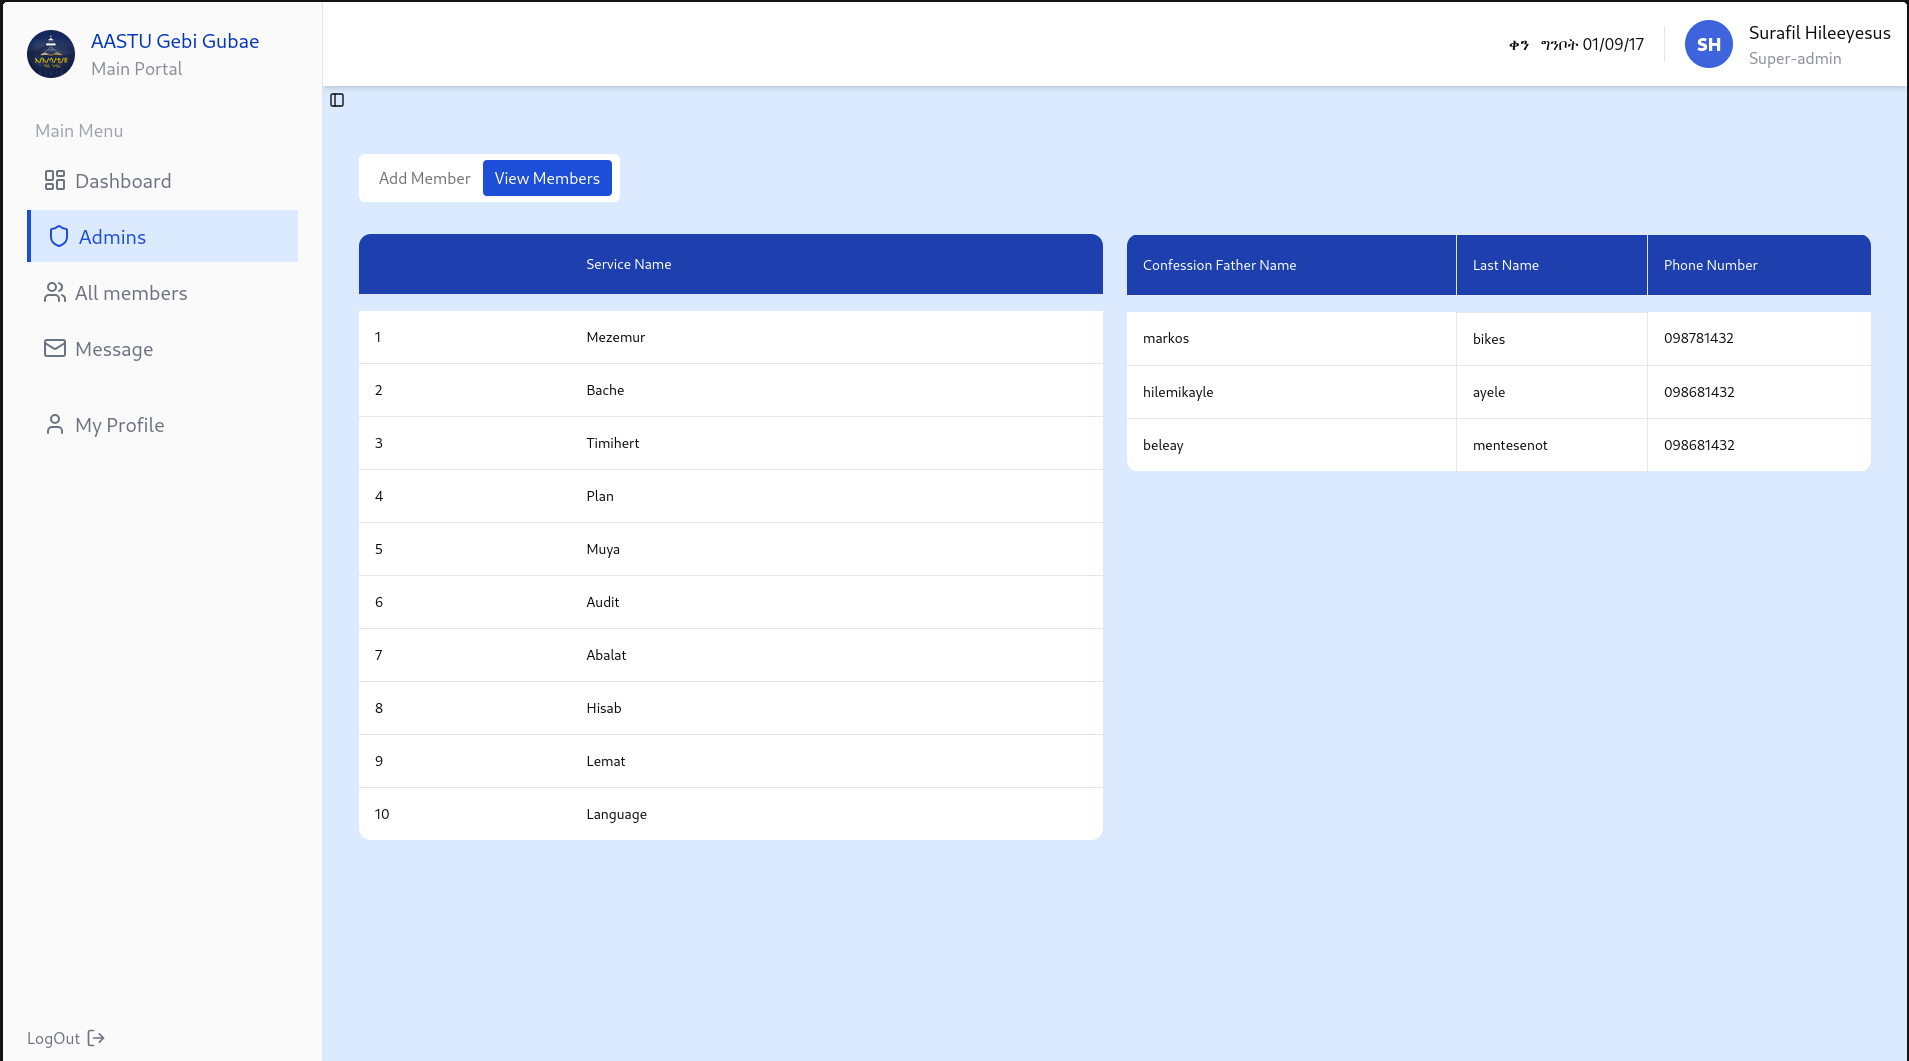 AASTU Gebi Gubae
Main Portal
ቀን ግንቦት 01/09/17
SH
Surafil Hileeyesus
Super-admin
Main Menu
Dashboard
Admins
All members
Message
My Profile
LogOut
Add Member
View Members
Service Name
1 Mezemur
2 Bache
3 Timihert
4 Plan
5 Muya
6 Audit
7 Abalat
8 Hisab
9 Lemat
10 Language
Confession Father Name Last Name Phone Number
markos bikes 098781432
hilemikayle ayele 098681432
beleay mentesenot 098681432